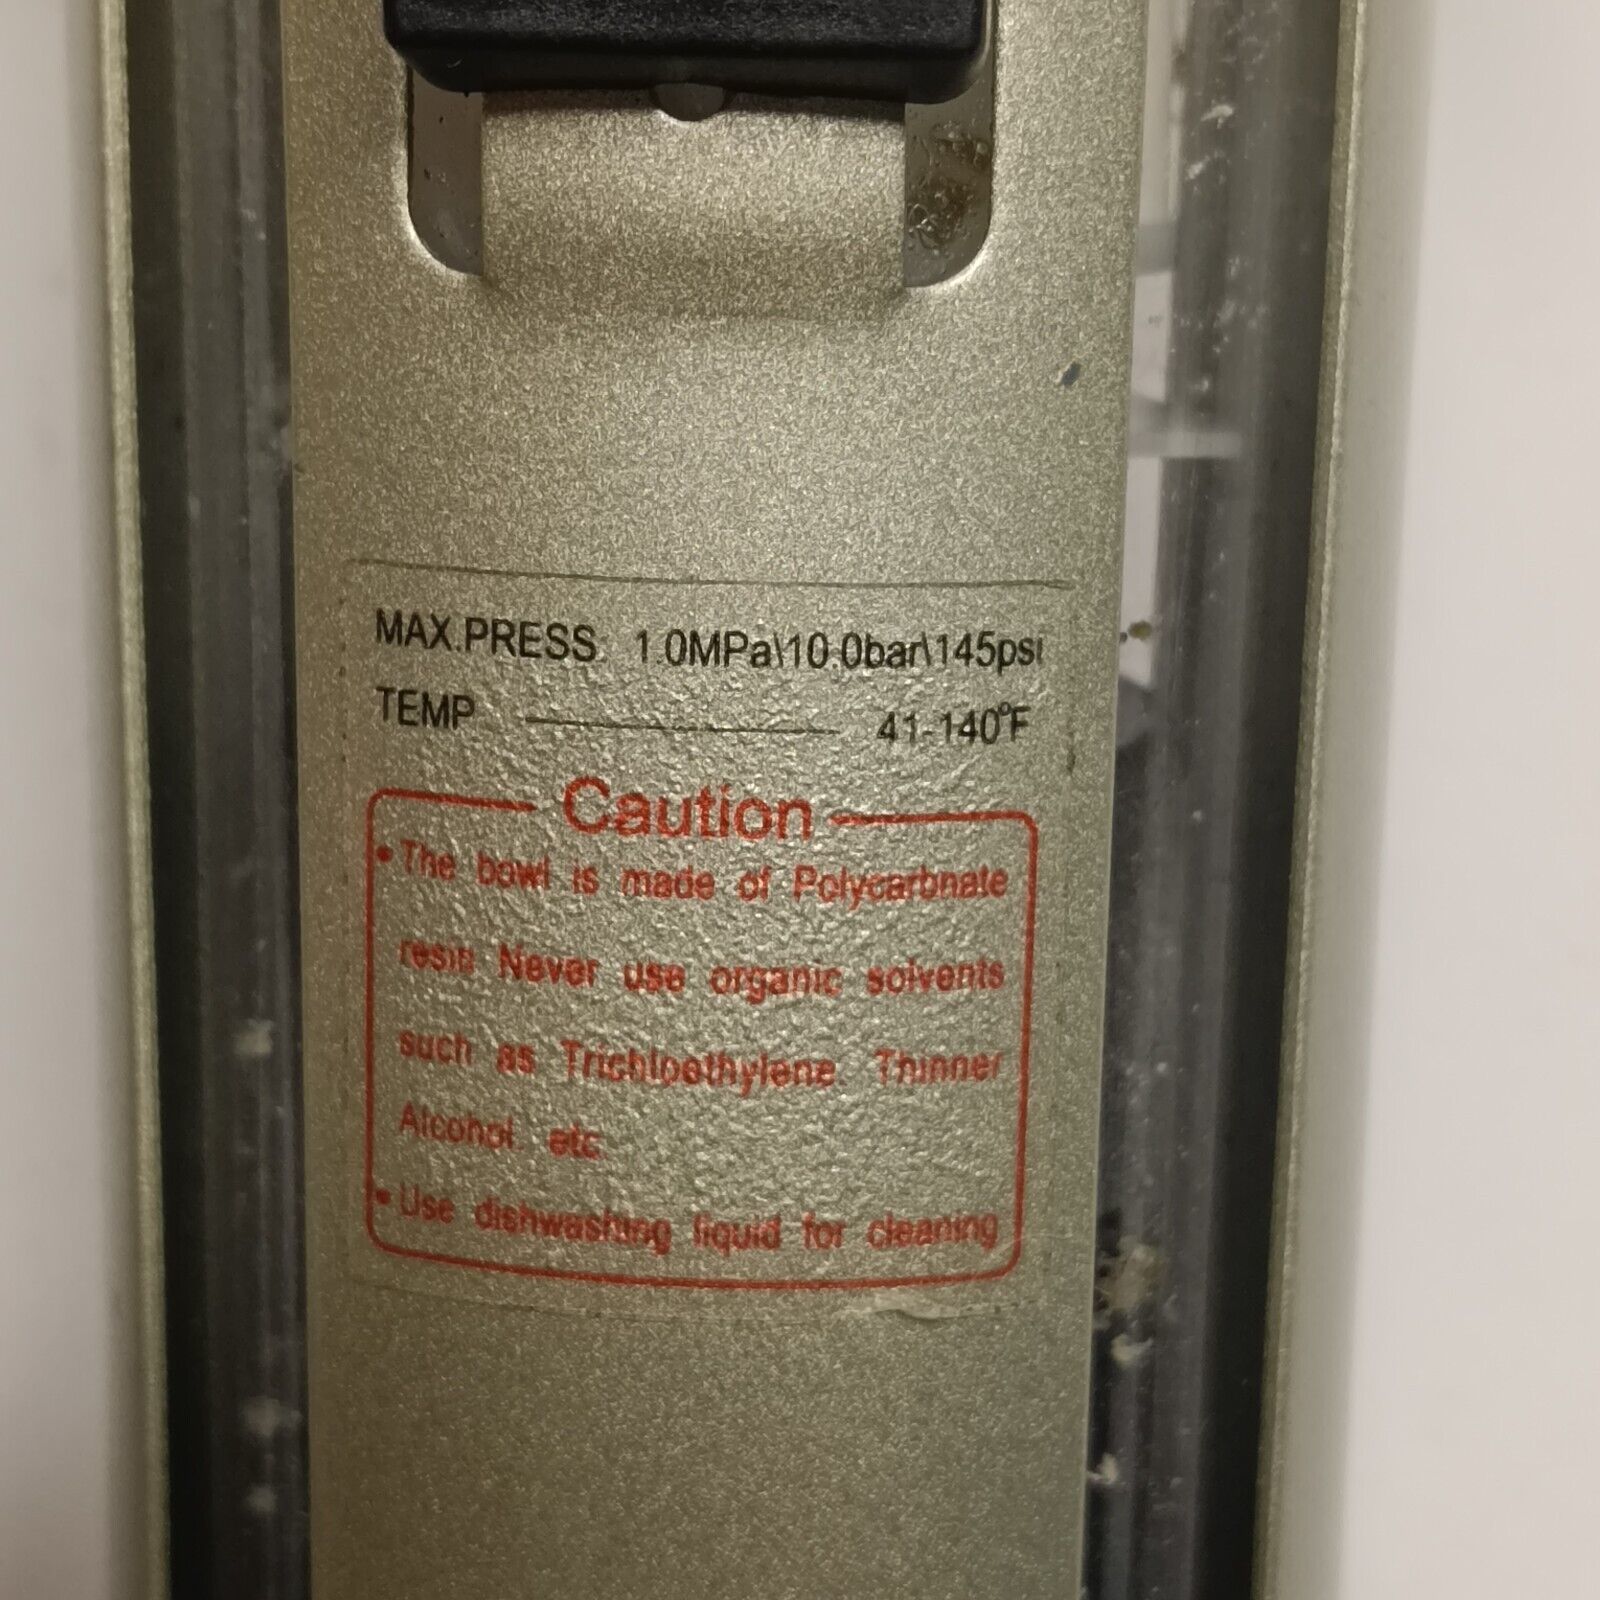 MAX.PRESS: 1.0MPa\10.0bar\145psi
TEMP 41-140°F
Caution
• The bowl is made of Polycarbnate
resin Never use organic solvents
such as Trichloethylene. Thinner
Alcohol. etc
• Use dishwashing liquid for cleaning